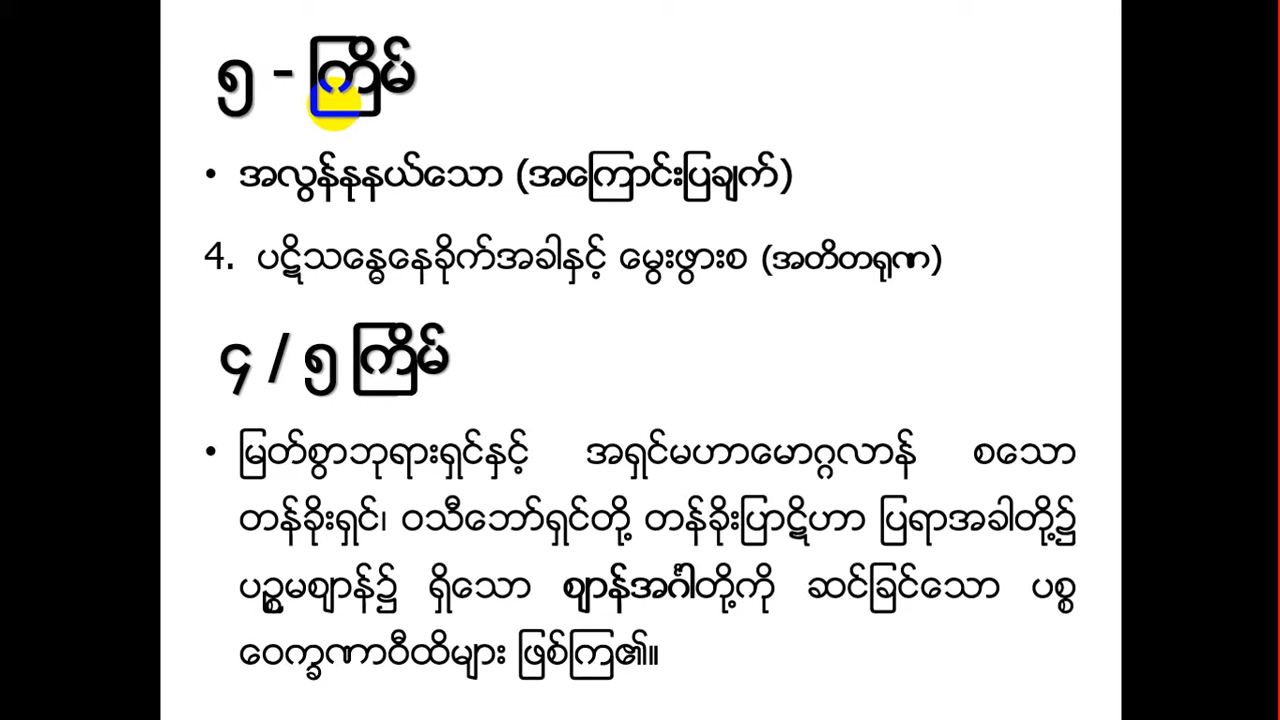 ၅ - ကြိမ်
• အလွန်နုနယ်သော (အကြောင်းပြချက်)
4. ပဋိသန္ဓေနေခိုက်အခါနှင့် မွေးဖွားစ (အတိတရုဏ)
၄ / ၅ ကြိမ်
• မြတ်စွာဘုရားရှင်နှင့် အရှင်မဟာမောဂ္ဂလာန် စသော
တန်ခိုးရှင်၊ ဝသီဘော်ရှင်တို့ တန်ခိုးပြာဋိဟာ ပြရာအခါတို့၌
ပဉ္စမဈာန်၌ ရှိသော ဈာန်အင်္ဂါတို့ကို ဆင်ခြင်သော ပစ္စ
ဝေက္ခဏာဝီထိများ ဖြစ်ကြ၏။